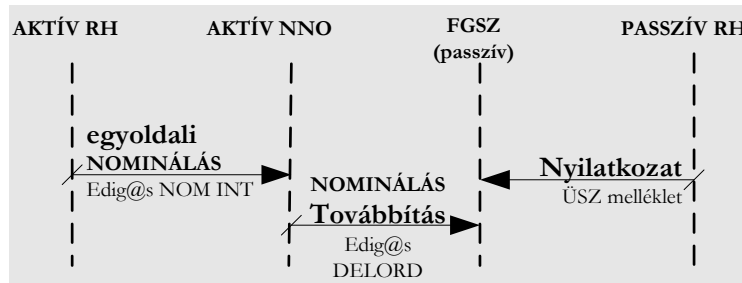 AKTÍV RH
AKTÍV NNO
FGSZ
(passzív)
PASSZÍV RH
egyoldali
NOMINÁLÁS
Edig@s NOM INT
NOMINÁLÁS
Továbbítás
Edig@s
DELORD
Nyilatkozat
ÜSZ melléklet